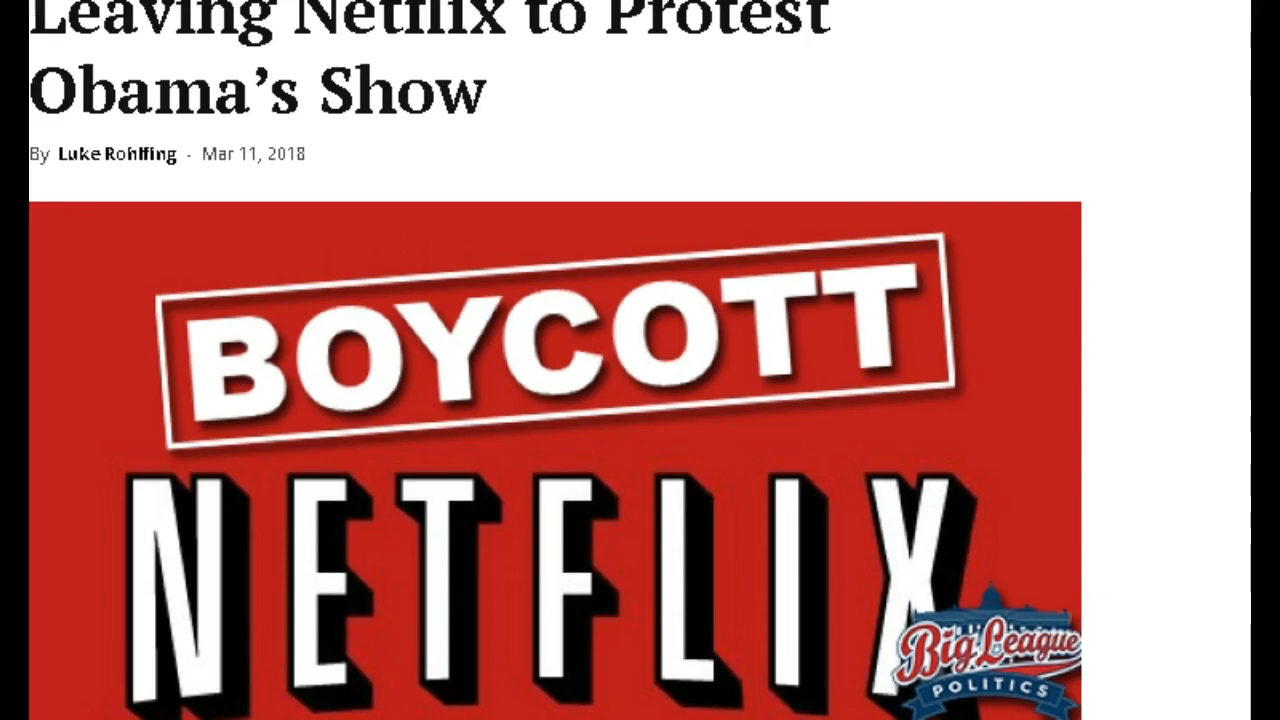 Leaving Netflix to Protest
Obama’s Show
By Luke Rohlfing - Mar 11, 2018
BOYCOTT
NETFLIX
Big League
POLITICS